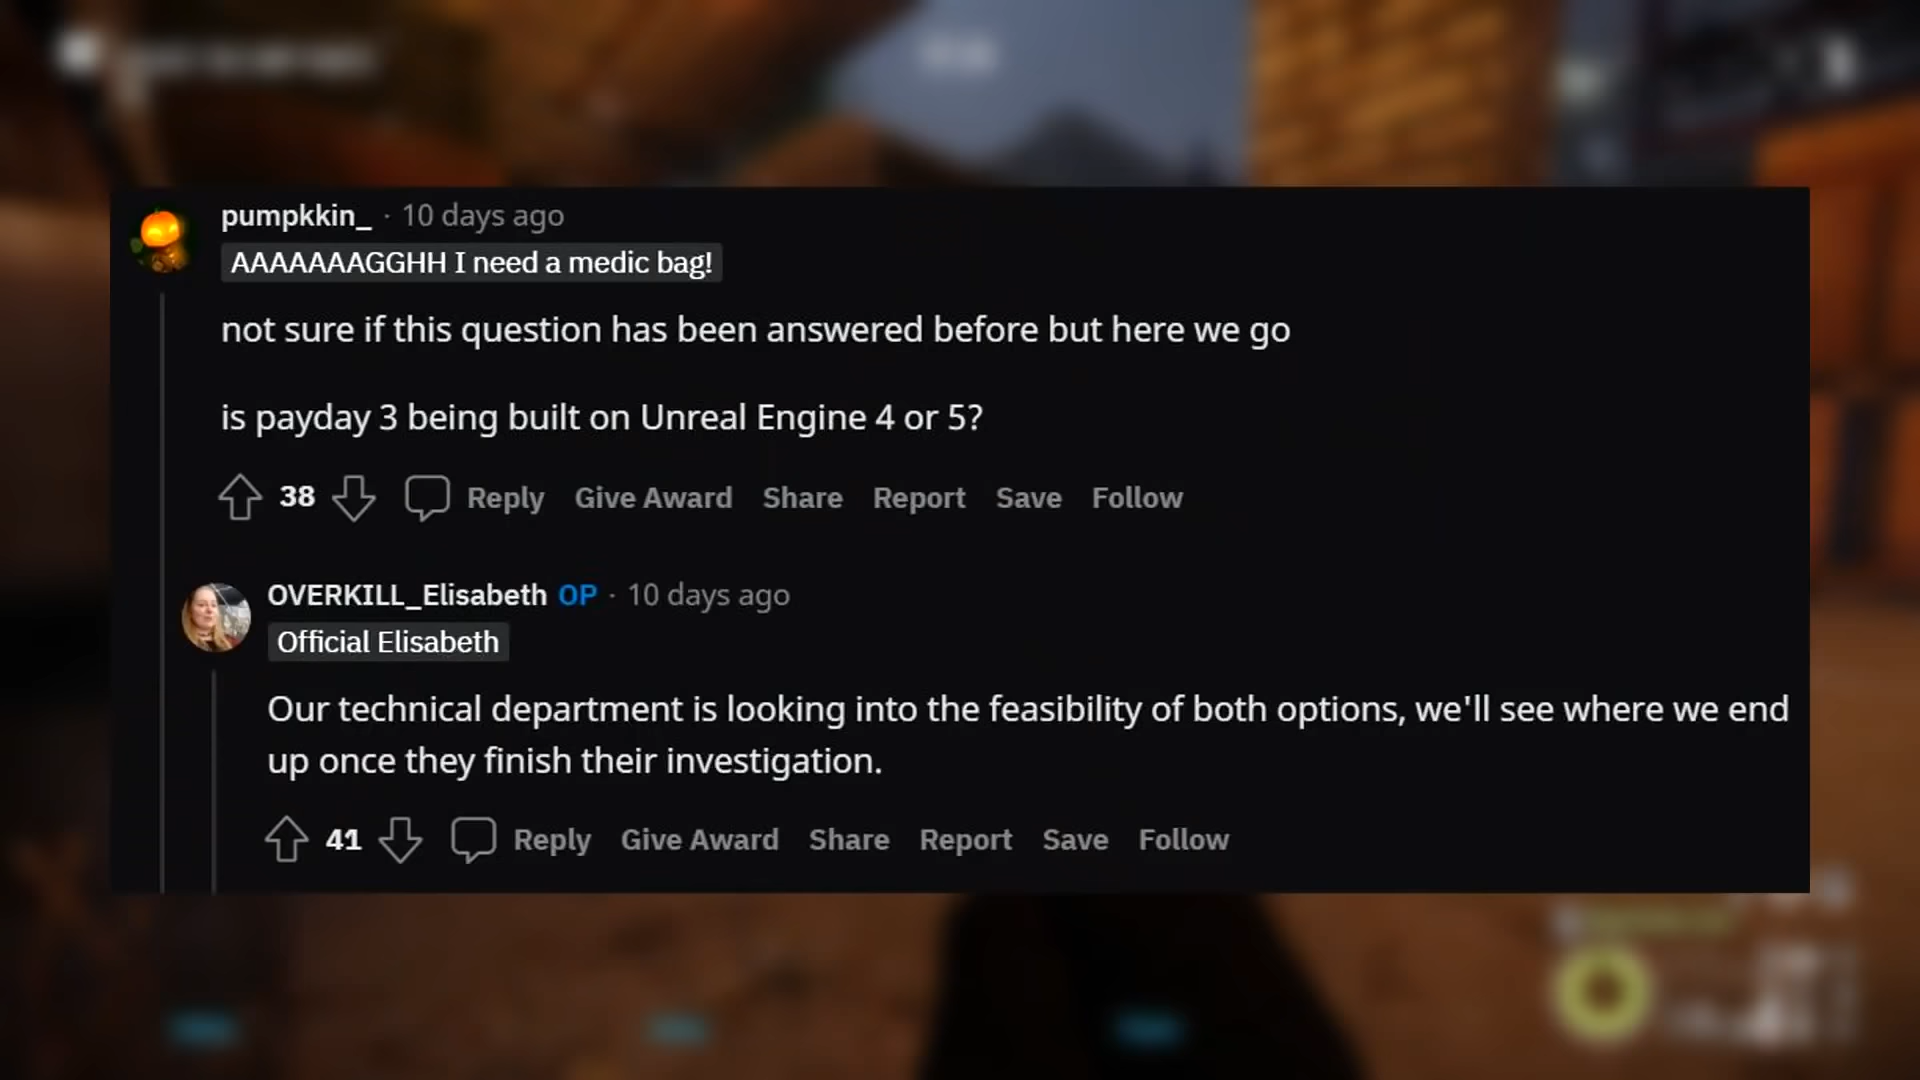 pumpkkin_ · 10 days ago
AAAAAAAGGHH I need a medic bag!
not sure if this question has been answered before but here we go
is payday 3 being built on Unreal Engine 4 or 5?
38 Reply Give Award Share Report Save Follow
OVERKILL_Elisabeth OP · 10 days ago
Official Elisabeth
Our technical department is looking into the feasibility of both options, we'll see where we end
up once they finish their investigation.
41 Reply Give Award Share Report Save Follow